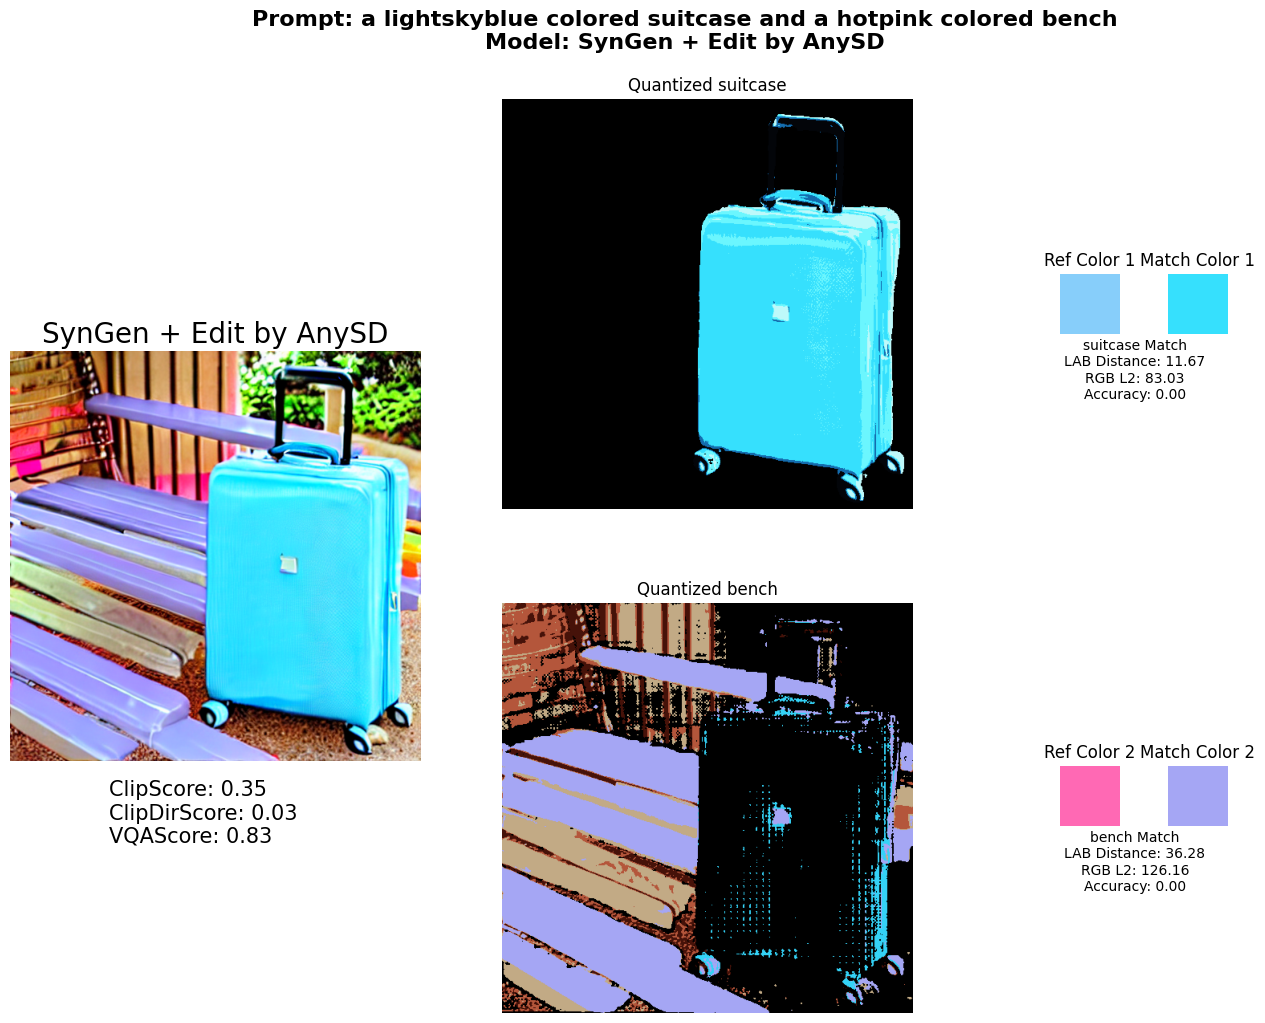 Prompt: a lightskyblue colored suitcase and a hotpink colored bench
Model: SynGen + Edit by AnySD
Quantized suitcase
Ref Color 1 Match Color 1
suitcase Match
LAB Distance: 11.67
RGB L2: 83.03
Accuracy: 0.00
SynGen + Edit by AnySD
ClipScore: 0.35
ClipDirScore: 0.03
VQAScore: 0.83
Quantized bench
Ref Color 2 Match Color 2
bench Match
LAB Distance: 36.28
RGB L2: 126.16
Accuracy: 0.00